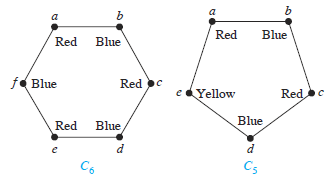 a b
Red Blue
f Blue Red c
Red Blue
e d
C6
a b
Red Blue
e Yellow Red c
Blue
d
C5